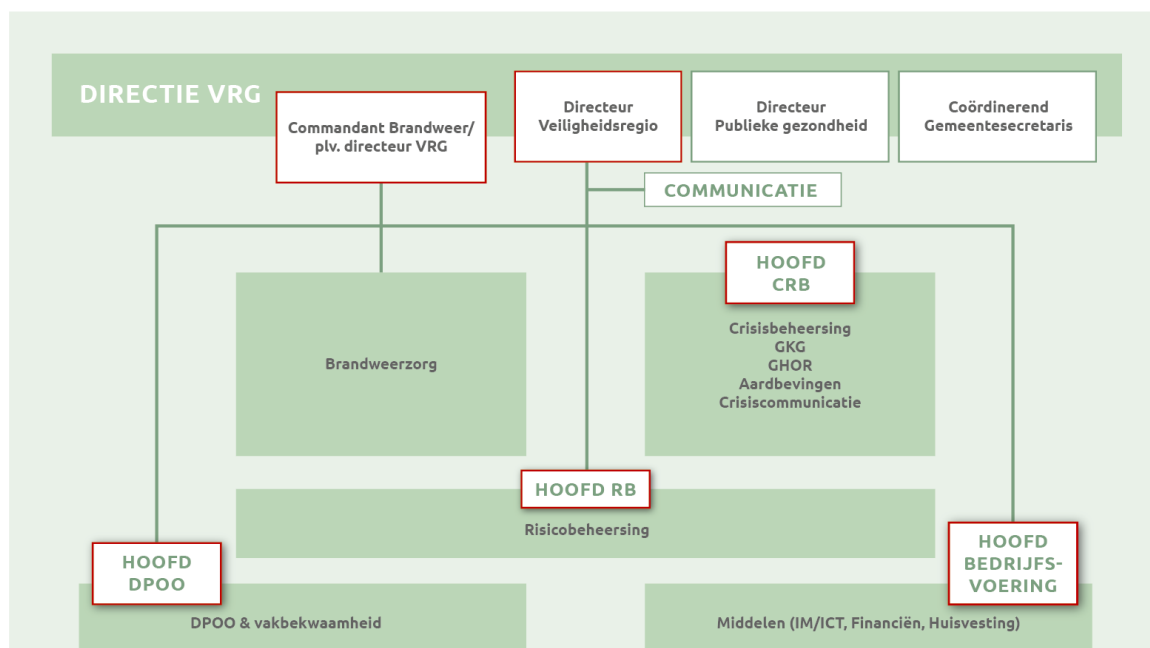 DIRECTIE VRG
Commandant Brandweer/
plv. directeur VRG
Directeur
Veiligheidsregio
Directeur
Publieke gezondheid
Coördinerend
Gemeentesecretaris
COMMUNICATIE
HOOFD
CRB
Crisisbeheersing
GKG
GHOR
Aardbevingen
Crisiscommunicatie
Brandweerzorg
HOOFD RB
Risicobeheersing
HOOFD
DPOO
DPOO & vakbekwaamheid
HOOFD
BEDRIJFS-
VOERING
Middelen (IM/ICT, Financiën, Huisvesting)